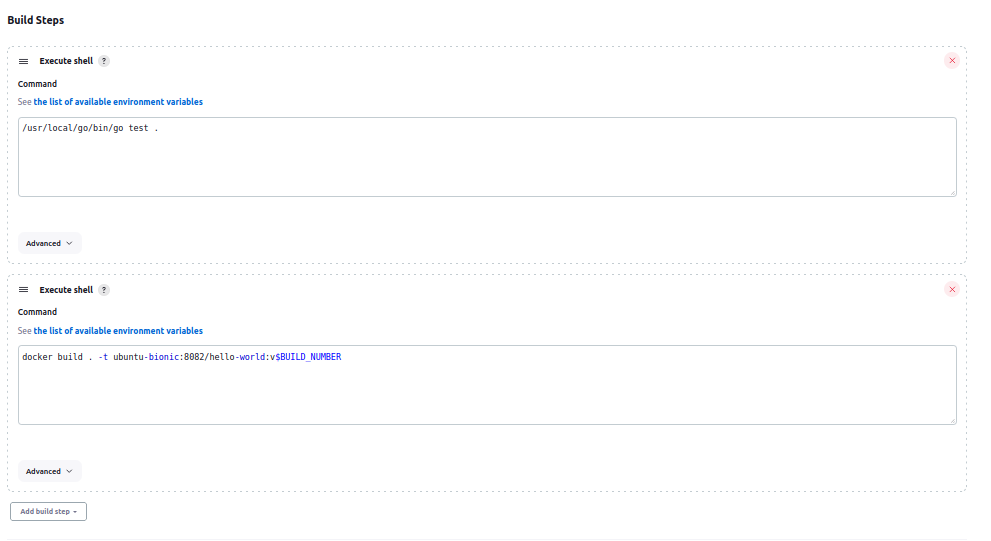 Build Steps
Execute shell ?
Command
See the list of available environment variables
/usr/local/go/bin/go test .
Advanced
Execute shell ?
Command
See the list of available environment variables
docker build . -t ubuntu-bionic:8082/hello-world:v$BUILD_NUMBER
Advanced
Add build step